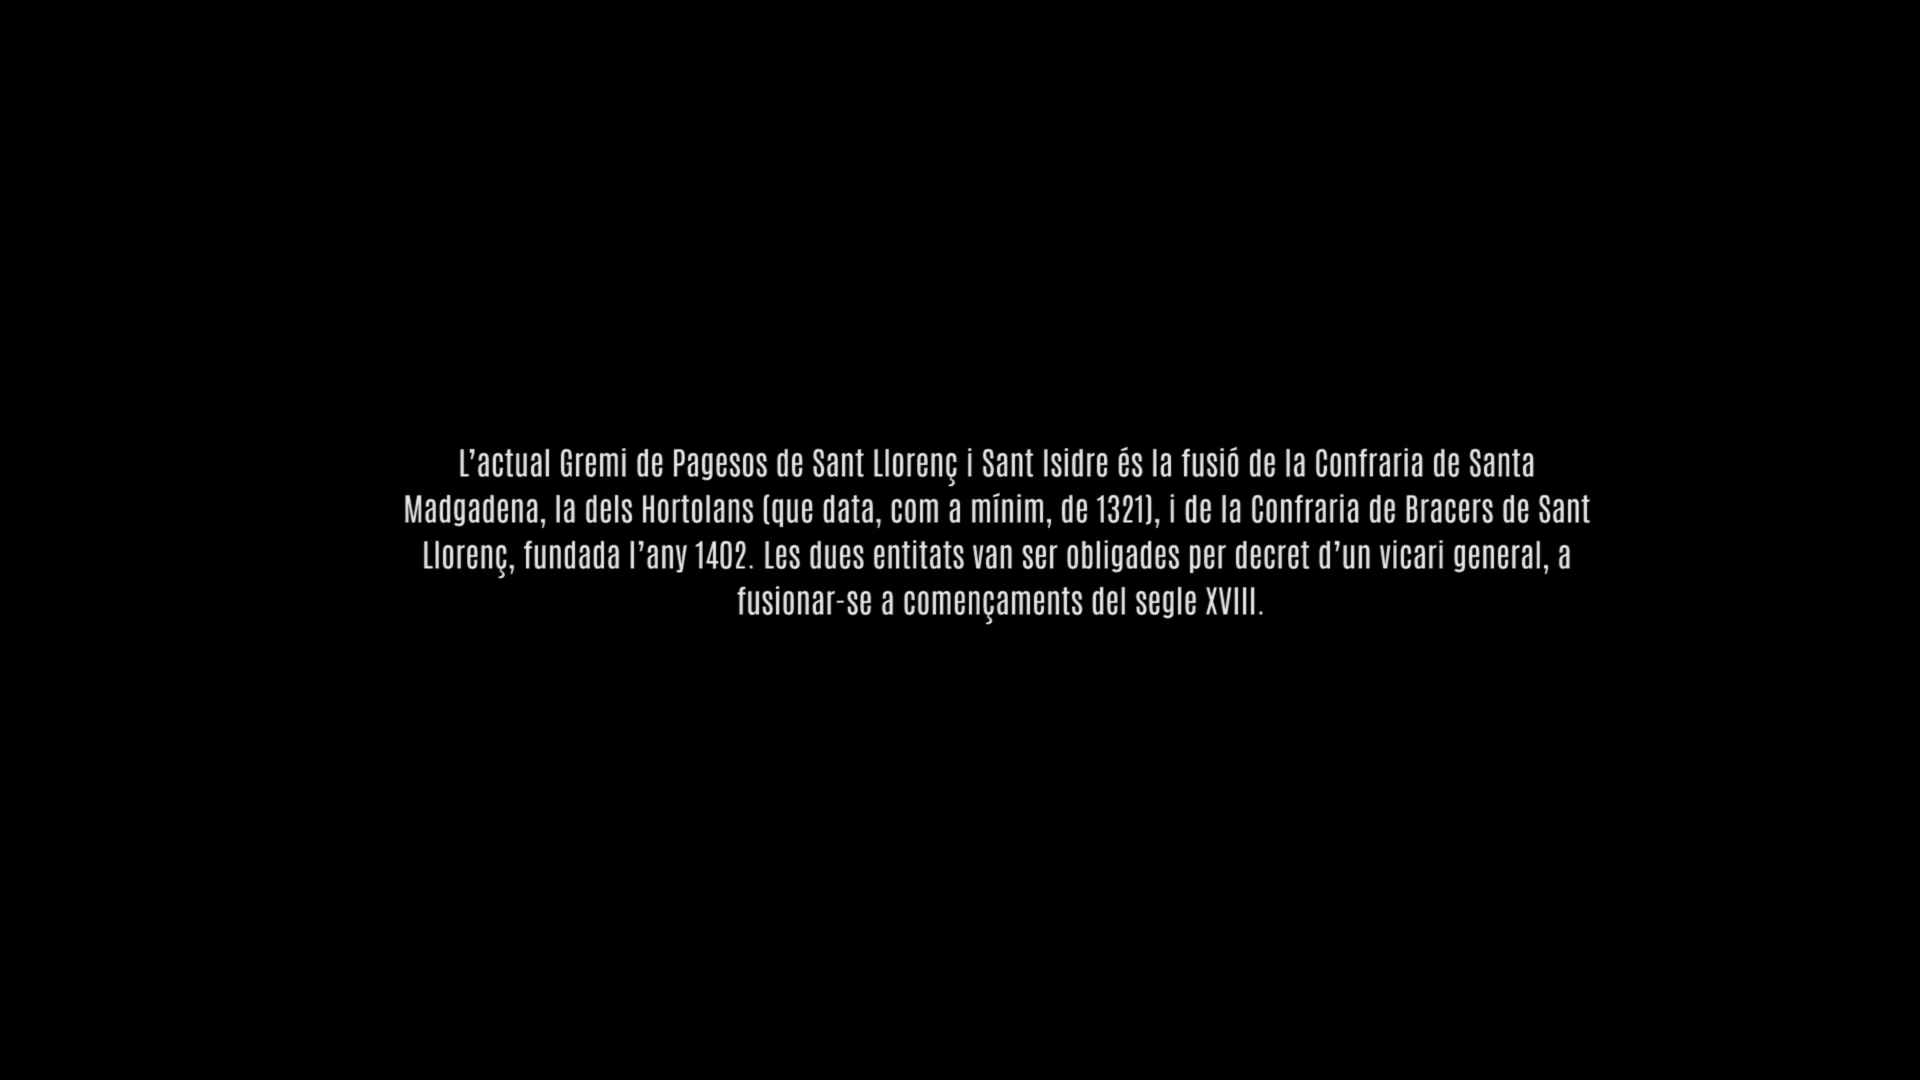 L’actual Gremi de Pagesos de Sant Llorenç i Sant Isidre és la fusió de la Confraria de Santa
Madgadena, la dels Hortolans (que data, com a mínim, de 1321), i de la Confraria de Bracers de Sant
Llorenç, fundada l’any 1402. Les dues entitats van ser obligades per decret d’un vicari general, a
fusionar-se a començaments del segle XVIII.